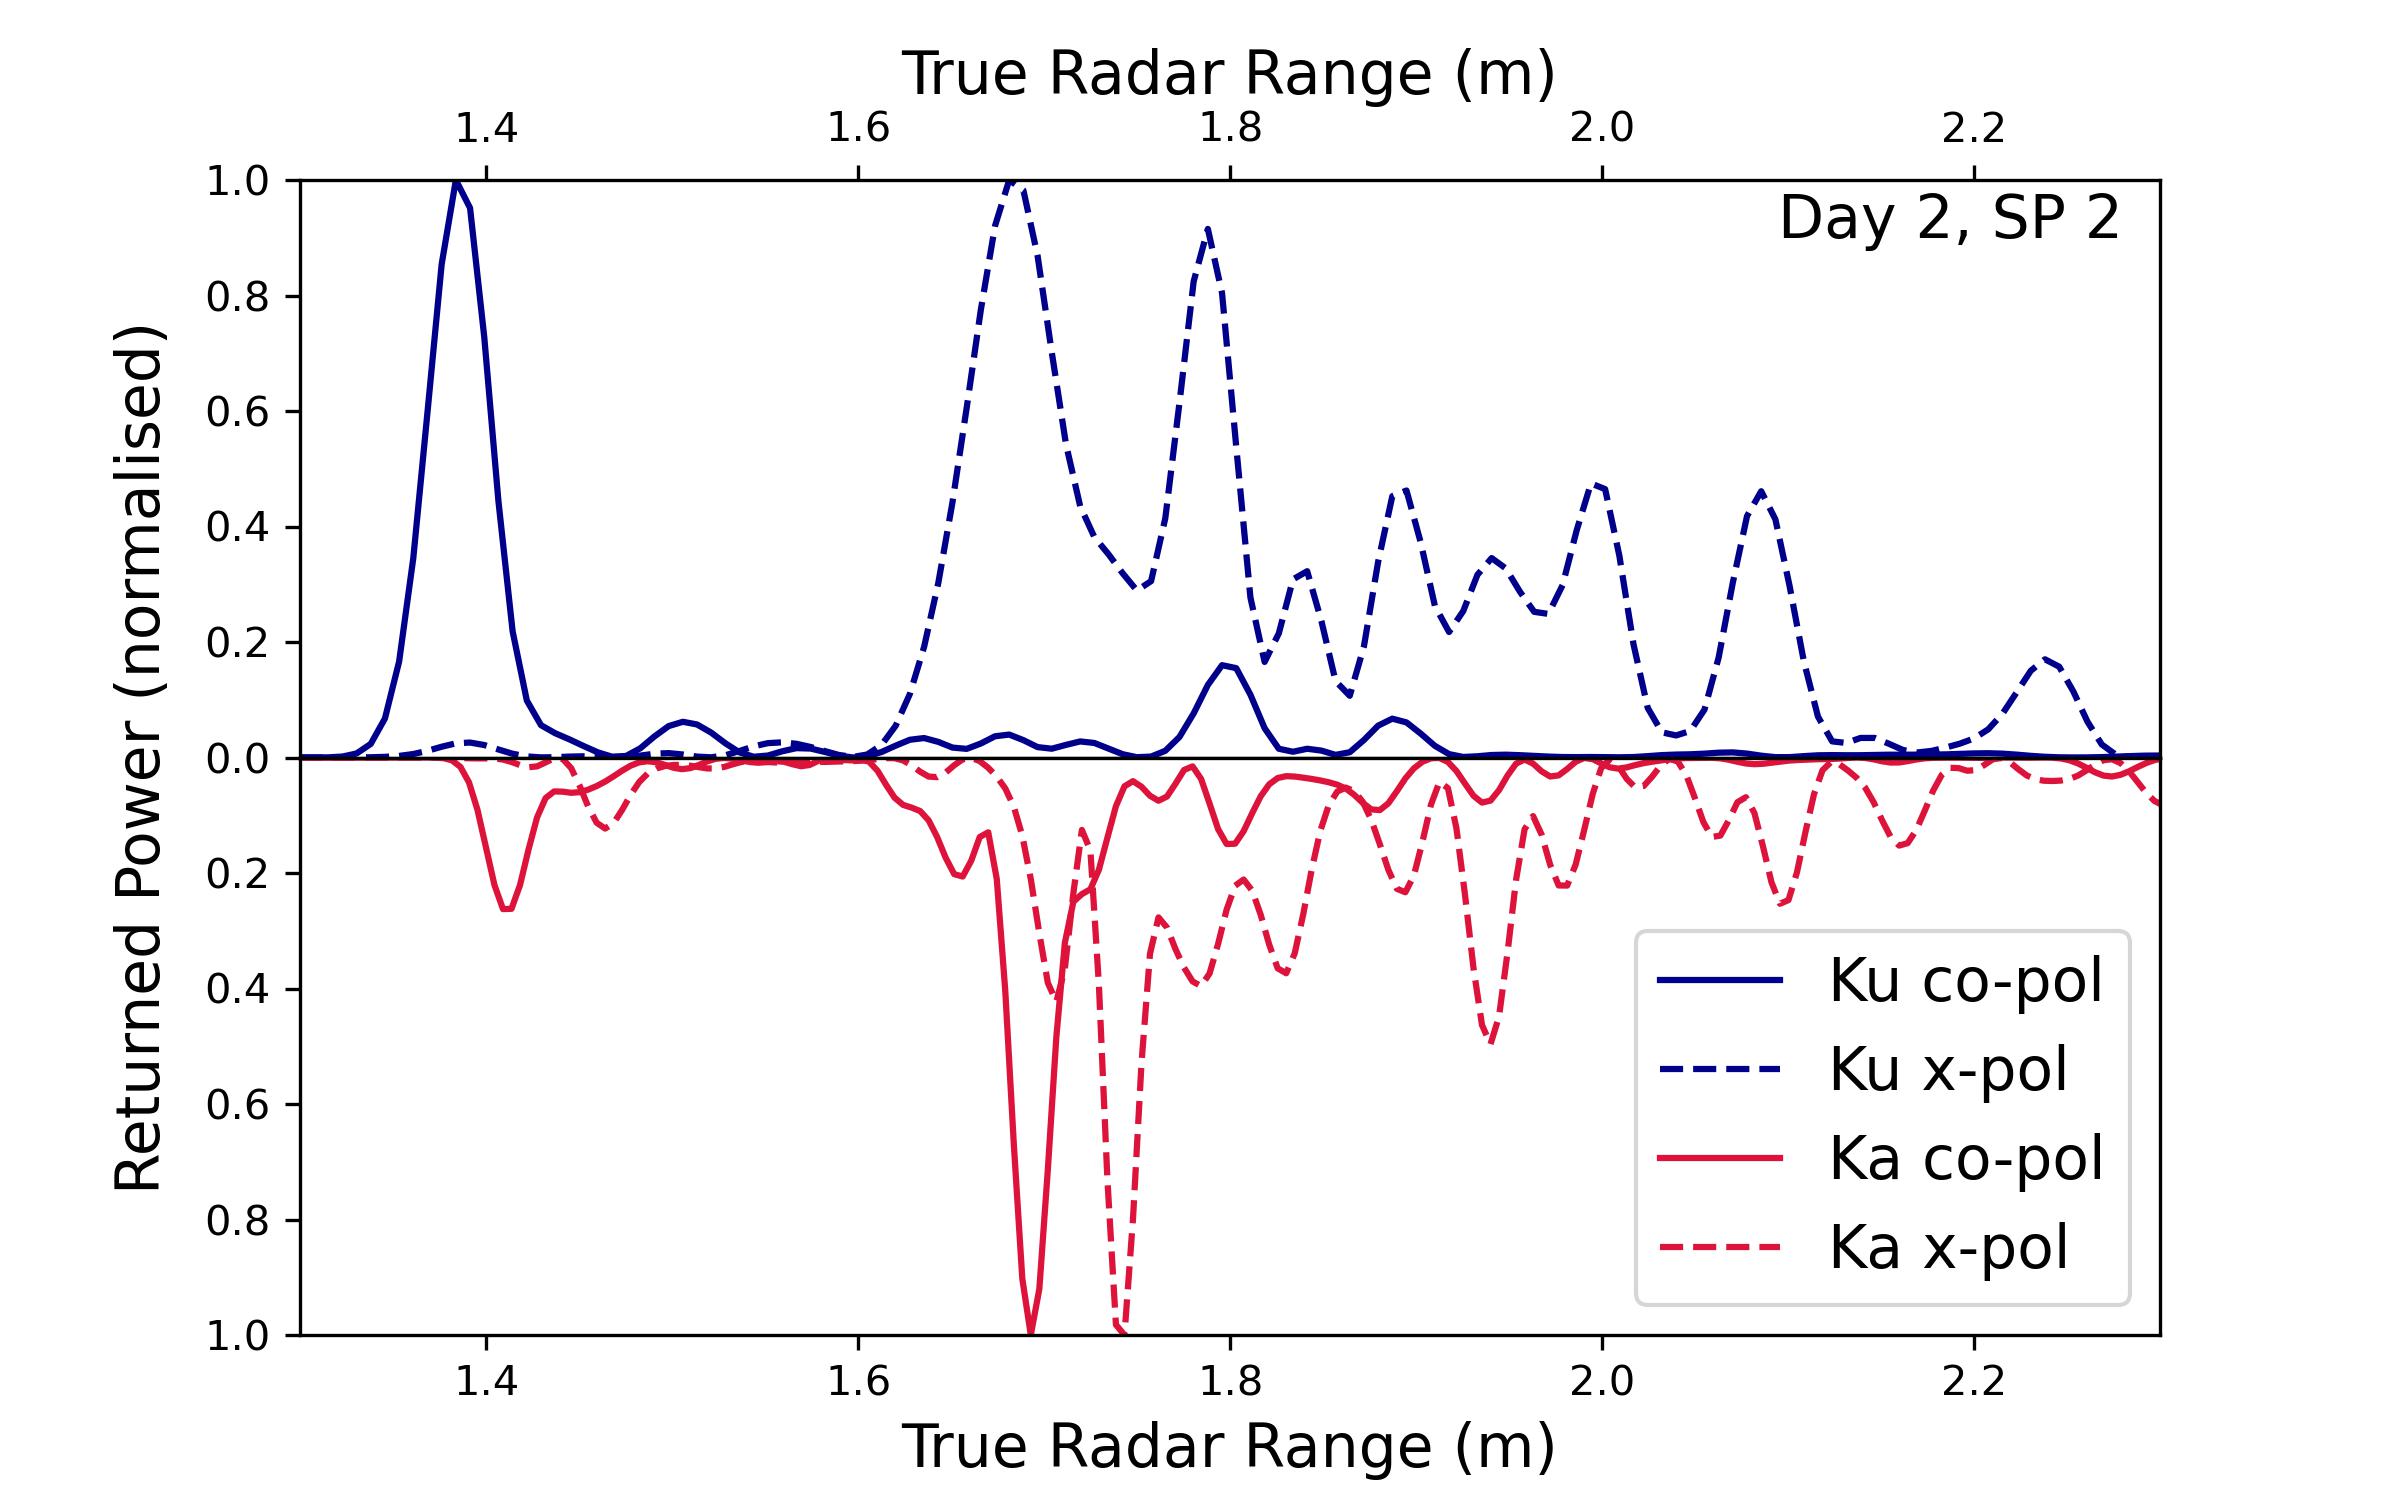 True Radar Range (m)
1.4 1.6 1.8 2.0 2.2
Day 2, SP 2
Returned Power (normalised)
1.0
0.8
0.6
0.4
0.2
0.0
0.2
0.4
0.6
0.8
1.0
Ku co-pol
Ku x-pol
Ka co-pol
Ka x-pol
1.4 1.6 1.8 2.0 2.2
True Radar Range (m)